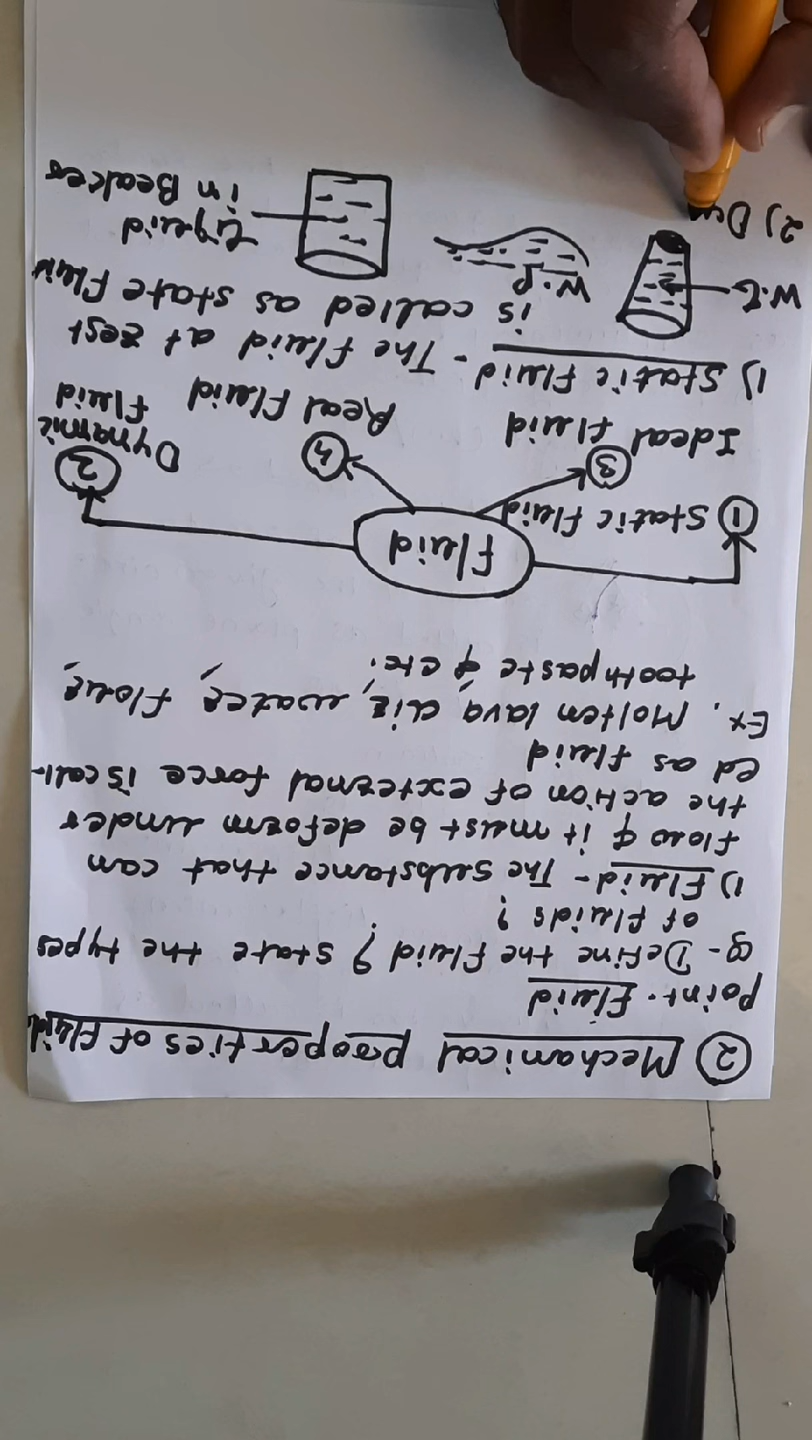 ② Mechanical prooperties of Fluid
Point. Fluid
Q- Define the Fluid? State the types
of fluids?
1) Fluid - The substance that can
flow & it must be deform under
the action of external force is call-
ed as fluid
Ex. Molten lava, air, water, flour,
toothpaste & etc.
Fluid
① Static Fluid
② Dynamic
Fluid
③ Ideal fluid
④ Real Fluid
1) Static Fluid - The fluid at rest
is called as state Fluid
W.T
W.P
Liquid
in Beaker
2) Dy